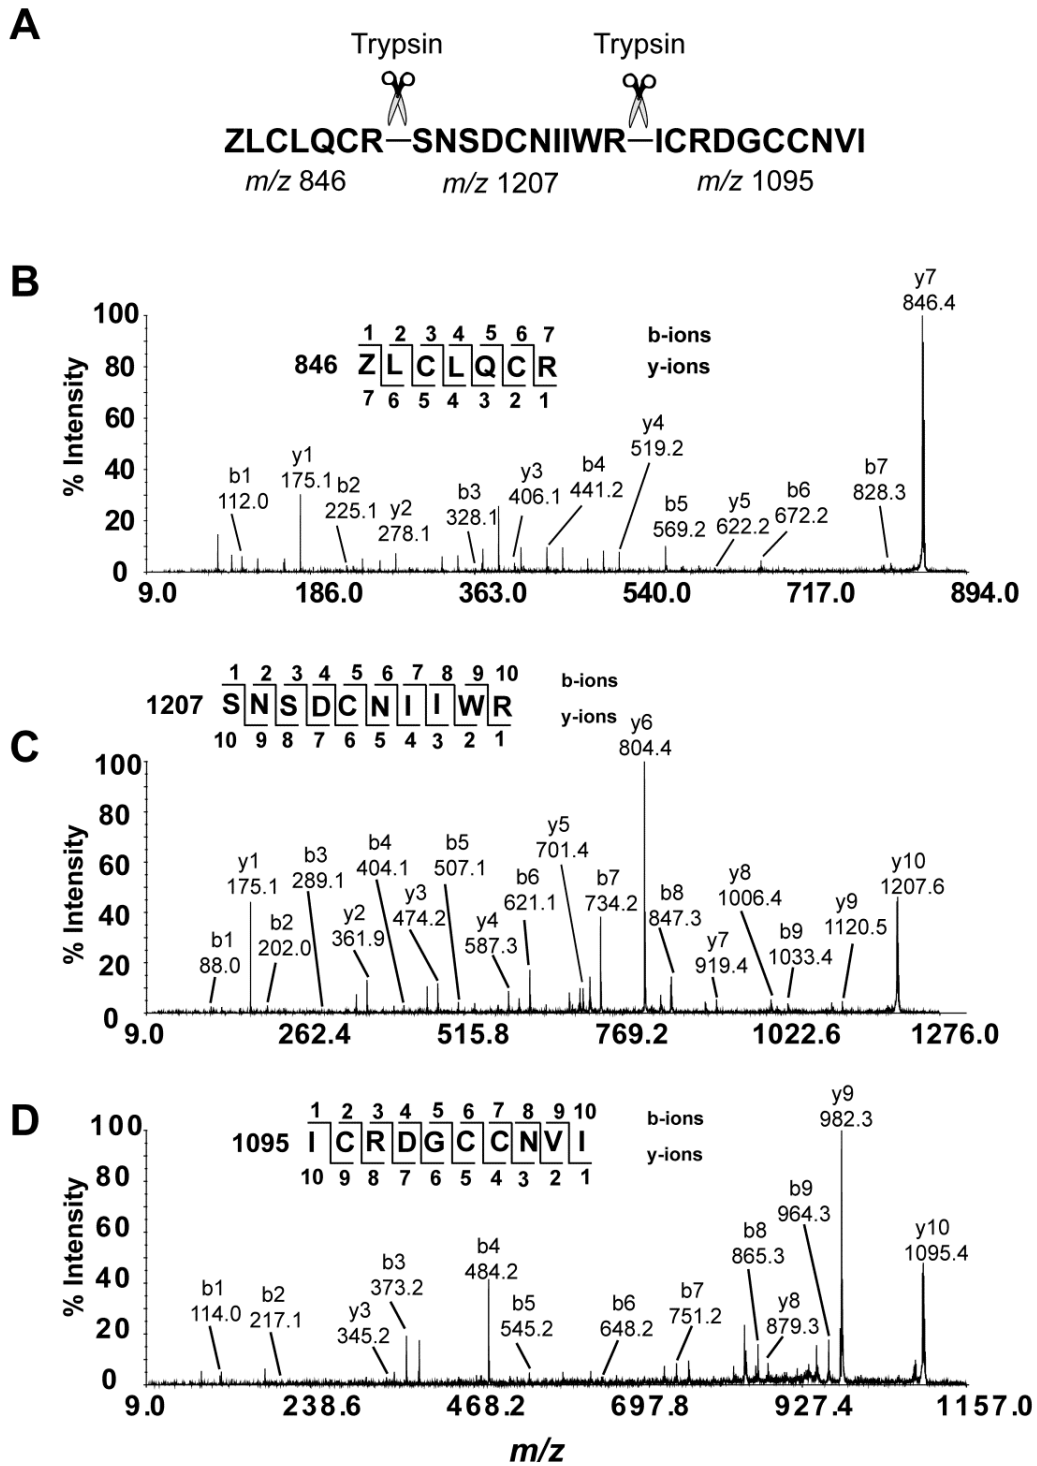 A
Trypsin Trypsin
ZLCLQCR—SNSDCNIIWR—ICRDGCCNVI
m/z 846 m/z 1207 m/z 1095
B
y7
846.4
100
80
60
40
20
0
% Intensity
1 2 3 4 5 6 7
846 Z L C L Q C R
7 6 5 4 3 2 1
b-ions
y-ions
b1
112.0
y1
175.1
b2
225.1
y2
278.1
b3
328.1
y3
406.1
b4
441.2
y4
519.2
b5
569.2
y5
622.2
b6
672.2
b7
828.3
9.0 186.0 363.0 540.0 717.0 894.0
C
1 2 3 4 5 6 7 8 9 10
1207 S N S D C N I I W R
10 9 8 7 6 5 4 3 2 1
b-ions
y-ions
100
80
60
40
20
0
% Intensity
b1
88.0
y1
175.1
b2
202.0
b3
289.1
y2
361.9
b4
404.1
y3
474.2
b5
507.1
y4
587.3
b6
621.1
y5
701.4
b7
734.2
y6
804.4
b8
847.3
y7
919.4
y8
1006.4
b9
1033.4
y9
1120.5
y10
1207.6
9.0 262.4 515.8 769.2 1022.6 1276.0
D
1 2 3 4 5 6 7 8 9 10
1095 I C R D G C C N V I
10 9 8 7 6 5 4 3 2 1
b-ions
y-ions
100
80
60
40
20
0
% Intensity
b1
114.0
b2
217.1
y3
345.2
b3
373.2
b4
484.2
b5
545.2
b6
648.2
b7
751.2
b8
865.3
y8
879.3
b9
964.3
y9
982.3
y10
1095.4
9.0 238.6 468.2 697.8 927.4 1157.0
m/z